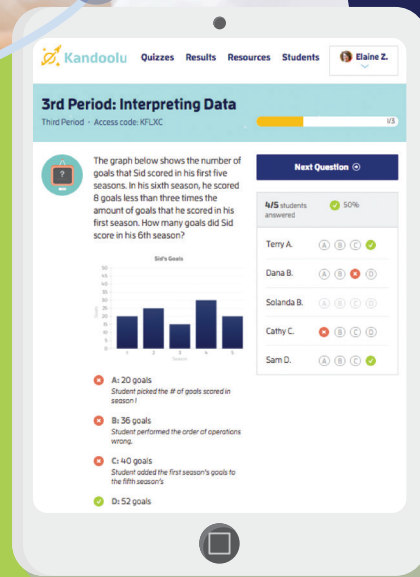 Kandoolu Quizzes Results Resources Students Elaine Z.
3rd Period: Interpreting Data
Third Period · Access code: KFLXC
1/3
?
The graph below shows the number of
goals that Sid scored in his first five
seasons. In his sixth season, he scored
8 goals less than three times the
amount of goals that he scored in his
first season. How many goals did Sid
score in his 6th season?
Sid's Goals
50
45
40
35
30
25
20
15
10
5
0
1 2 3 4 5
Season
A: 20 goals
Student picked the # of goals scored in
season 1
B: 36 goals
Student performed the order of operations
wrong.
C: 40 goals
Student added the first season's goals to
the fifth season's
D: 52 goals
Next Question
4/5 students
answered
50%
Terry A. A B C
Dana B. A B D
Solanda B. A B C D
Cathy C. B C D
Sam D. A B C